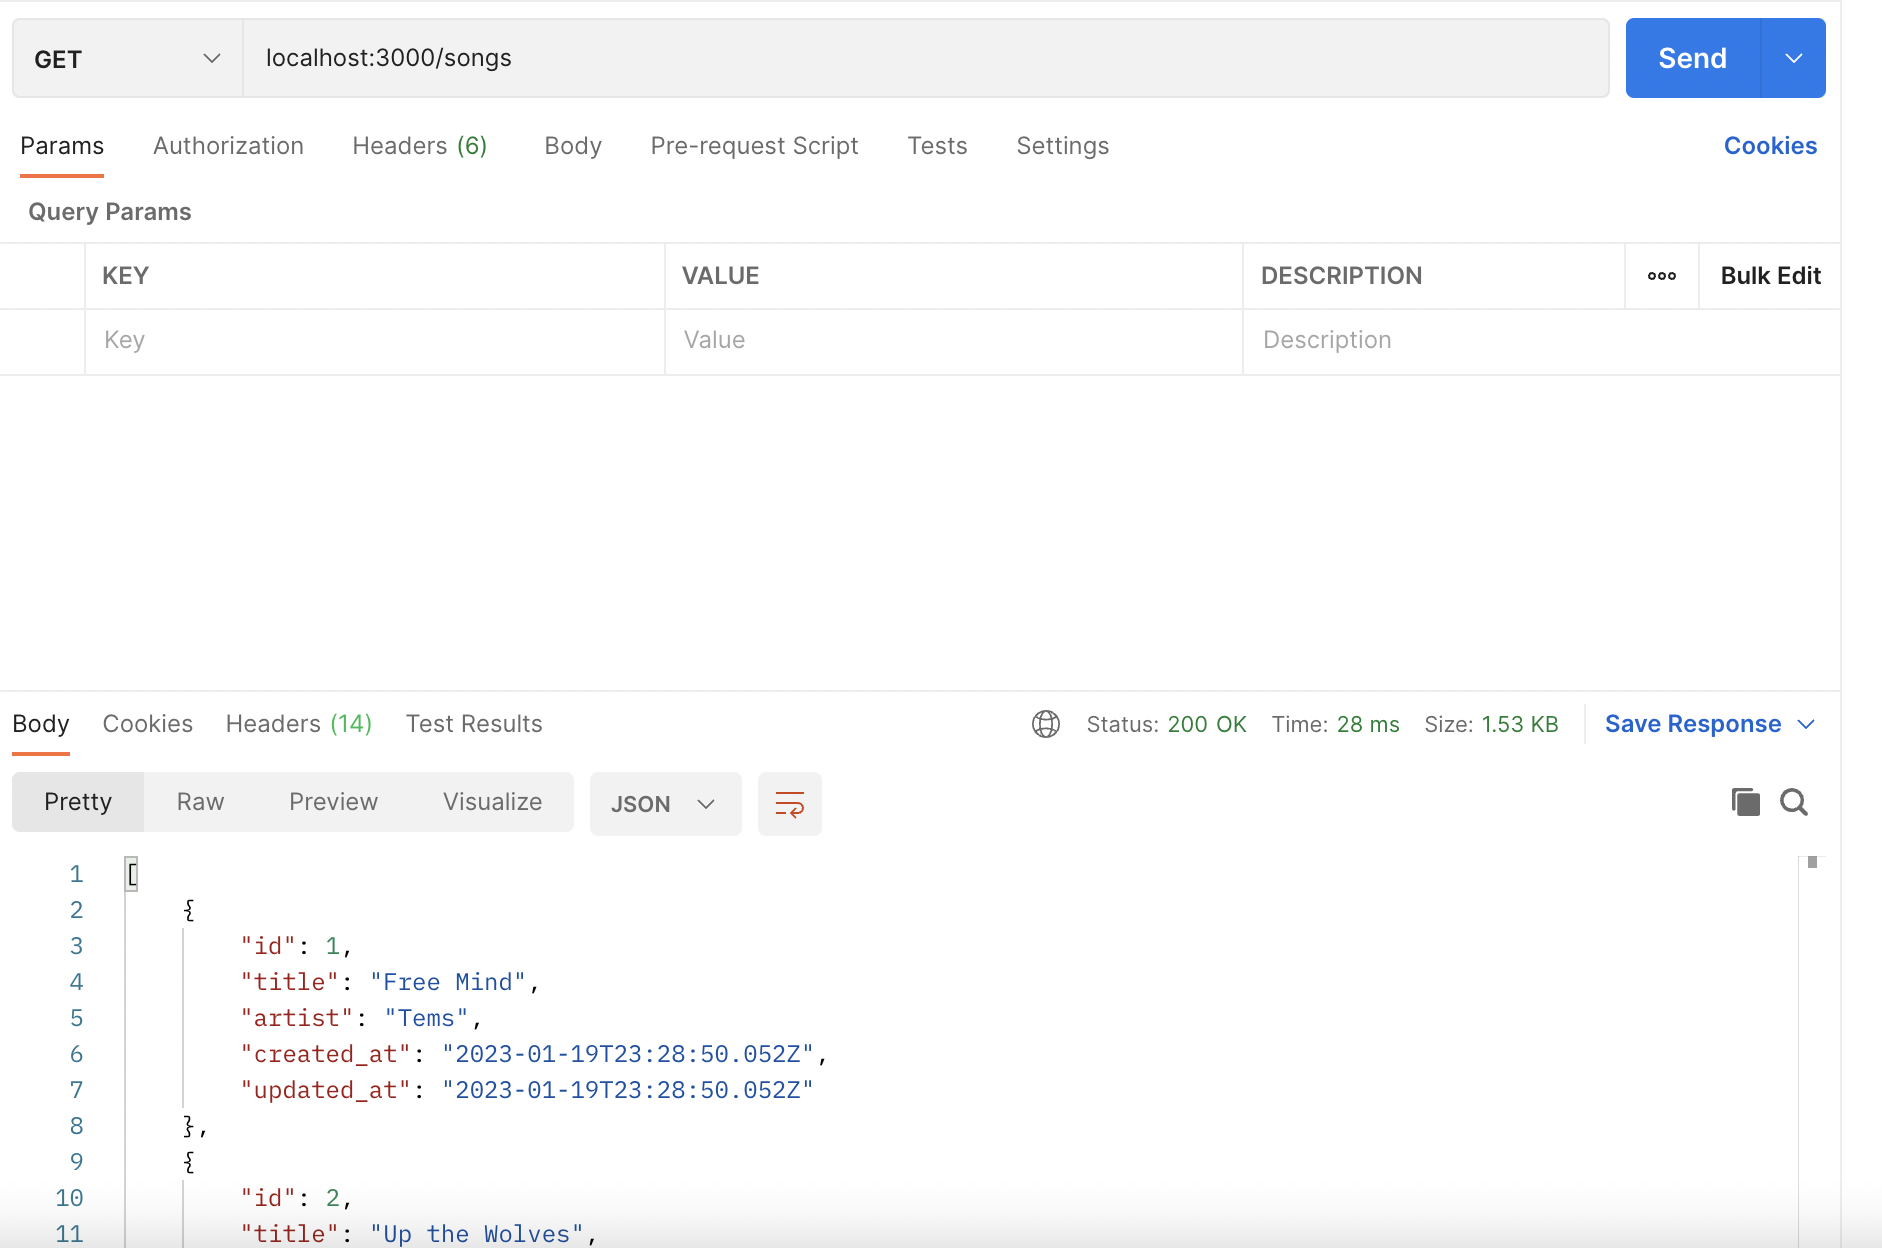 GET localhost:3000/songs Send
Params Authorization Headers (6) Body Pre-request Script Tests Settings Cookies
Query Params
KEY VALUE DESCRIPTION ooo Bulk Edit
Key Value Description
Body Cookies Headers (14) Test Results Status: 200 OK Time: 28 ms Size: 1.53 KB Save Response
Pretty Raw Preview Visualize JSON
1 [
2 {
3 "id": 1,
4 "title": "Free Mind",
5 "artist": "Tems",
6 "created_at": "2023-01-19T23:28:50.052Z",
7 "updated_at": "2023-01-19T23:28:50.052Z"
8 },
9 {
10 "id": 2,
11 "title": "Up the Wolves",